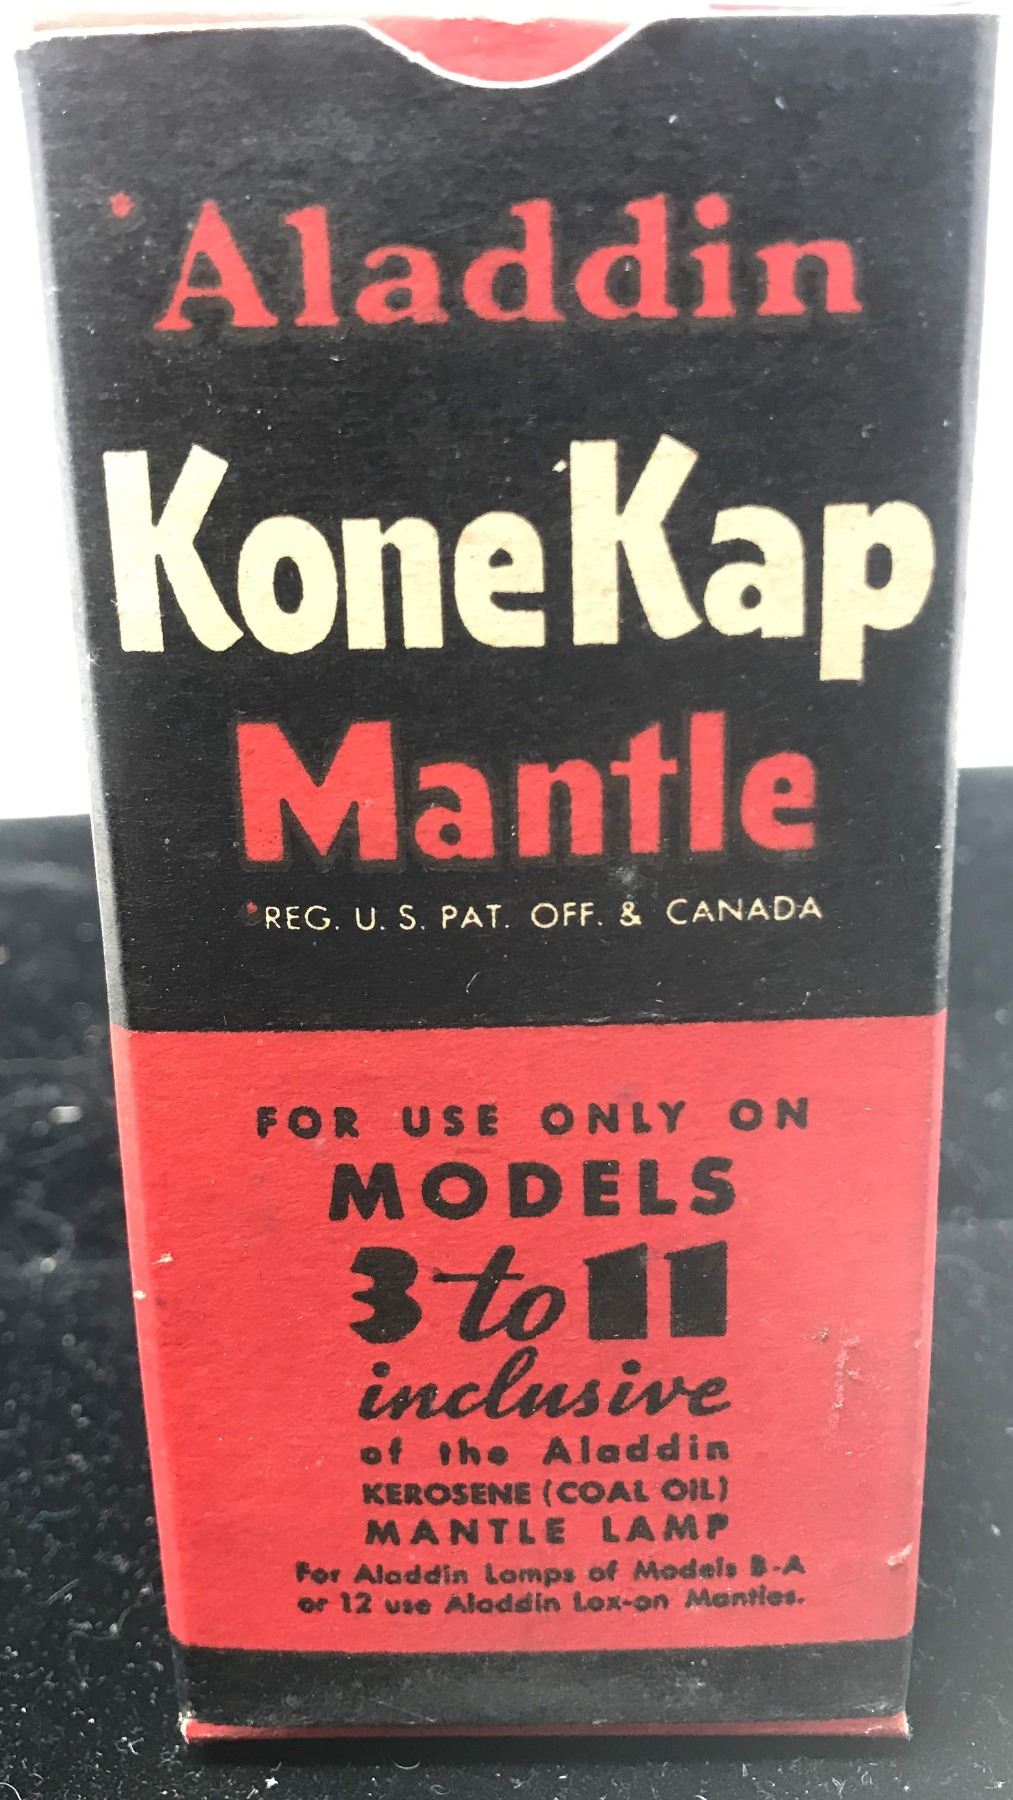 *Aladdin
KoneKap
Mantle
*REG. U. S. PAT. OFF. & CANADA
FOR USE ONLY ON
MODELS
3 to 11
inclusive
of the Aladdin
KEROSENE (COAL OIL)
MANTLE LAMP
For Aladdin Lamps of Models B-A
or 12 use Aladdin Lox-on Mantles.